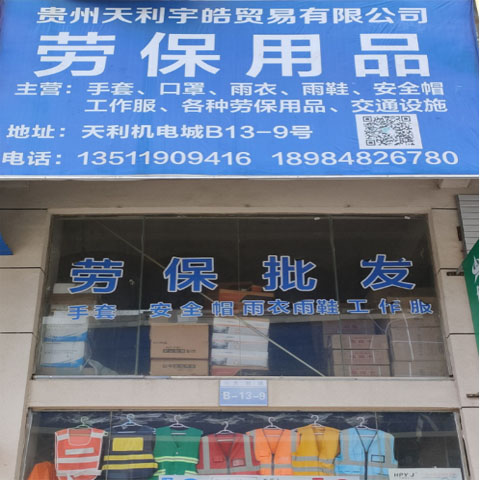 贵州天利宇皓贸易有限公司
劳保用品
主营：手套、口罩、雨衣、雨鞋、安全帽
工作服、各种劳保用品、交通设施
地址：天利机电城B13-9号
电话：13511909416 18984826780
劳保批发
手套 安全帽 雨衣雨鞋工作服
B-13-9